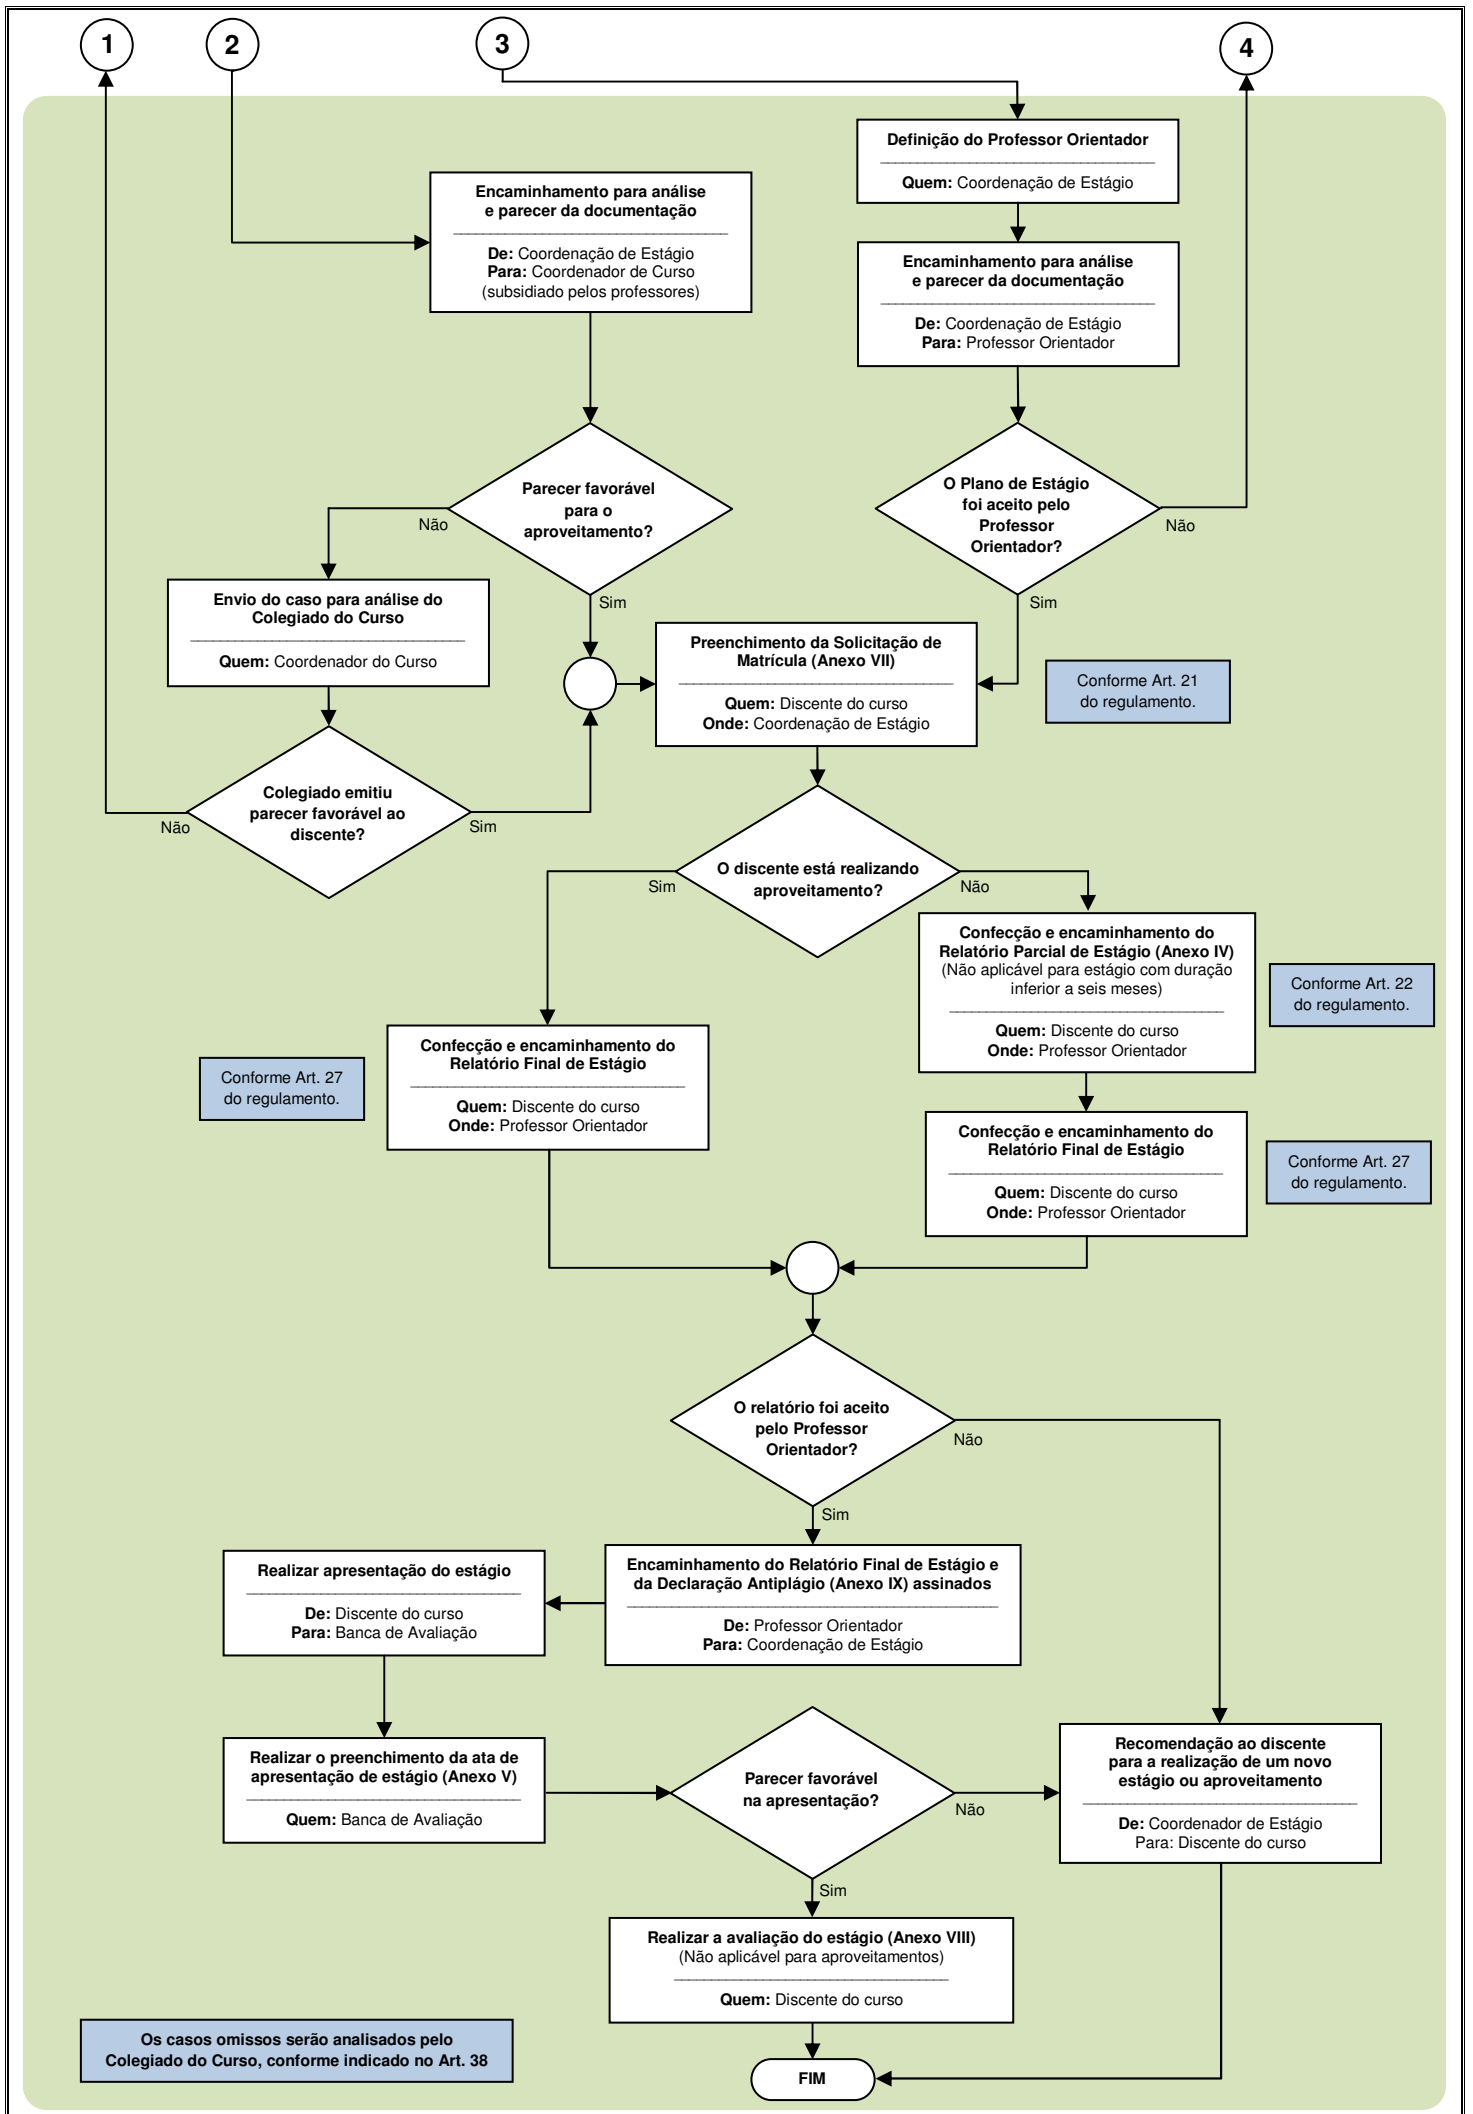 1
2
3
4
Definição do Professor Orientador
Quem: Coordenação de Estágio
Encaminhamento para análise
e parecer da documentação
De: Coordenação de Estágio
Para: Coordenador de Curso
(subsidiado pelos professores)
Encaminhamento para análise
e parecer da documentação
De: Coordenação de Estágio
Para: Professor Orientador
Parecer favorável
para o
aproveitamento?
Não
Sim
O Plano de Estágio
foi aceito pelo
Professor
Orientador?
Não
Sim
Envio do caso para análise do
Colegiado do Curso
Quem: Coordenador do Curso
Preenchimento da Solicitação de
Matrícula (Anexo VII)
Quem: Discente do curso
Onde: Coordenação de Estágio
Conforme Art. 21
do regulamento.
Colegiado emitiu
parecer favorável ao
discente?
Não
Sim
O discente está realizando
aproveitamento?
Sim
Não
Confecção e encaminhamento do
Relatório Parcial de Estágio (Anexo IV)
(Não aplicável para estágio com duração
inferior a seis meses)
Quem: Discente do curso
Onde: Professor Orientador
Conforme Art. 22
do regulamento.
Conforme Art. 27
do regulamento.
Confecção e encaminhamento do
Relatório Final de Estágio
Quem: Discente do curso
Onde: Professor Orientador
Confecção e encaminhamento do
Relatório Final de Estágio
Quem: Discente do curso
Onde: Professor Orientador
Conforme Art. 27
do regulamento.
O relatório foi aceito
pelo Professor
Orientador?
Não
Sim
Realizar apresentação do estágio
De: Discente do curso
Para: Banca de Avaliação
Encaminhamento do Relatório Final de Estágio e
da Declaração Antiplágio (Anexo IX) assinados
De: Professor Orientador
Para: Coordenação de Estágio
Realizar o preenchimento da ata de
apresentação de estágio (Anexo V)
Quem: Banca de Avaliação
Parecer favorável
na apresentação?
Não
Sim
Recomendação ao discente
para a realização de um novo
estágio ou aproveitamento
De: Coordenador de Estágio
Para: Discente do curso
Realizar a avaliação do estágio (Anexo VIII)
(Não aplicável para aproveitamentos)
Quem: Discente do curso
Os casos omissos serão analisados pelo
Colegiado do Curso, conforme indicado no Art. 38
FIM